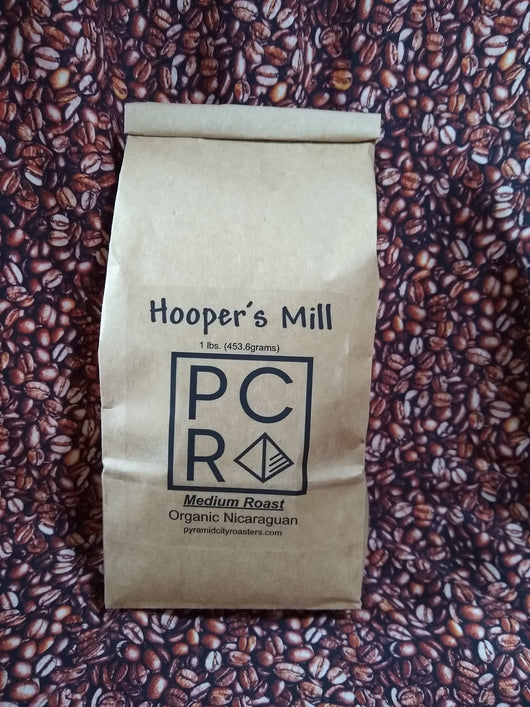 Hooper's Mill
1 lbs. (453.6grams)
PC
R
Medium Roast
Organic Nicaraguan
pyramidcityroasters.com